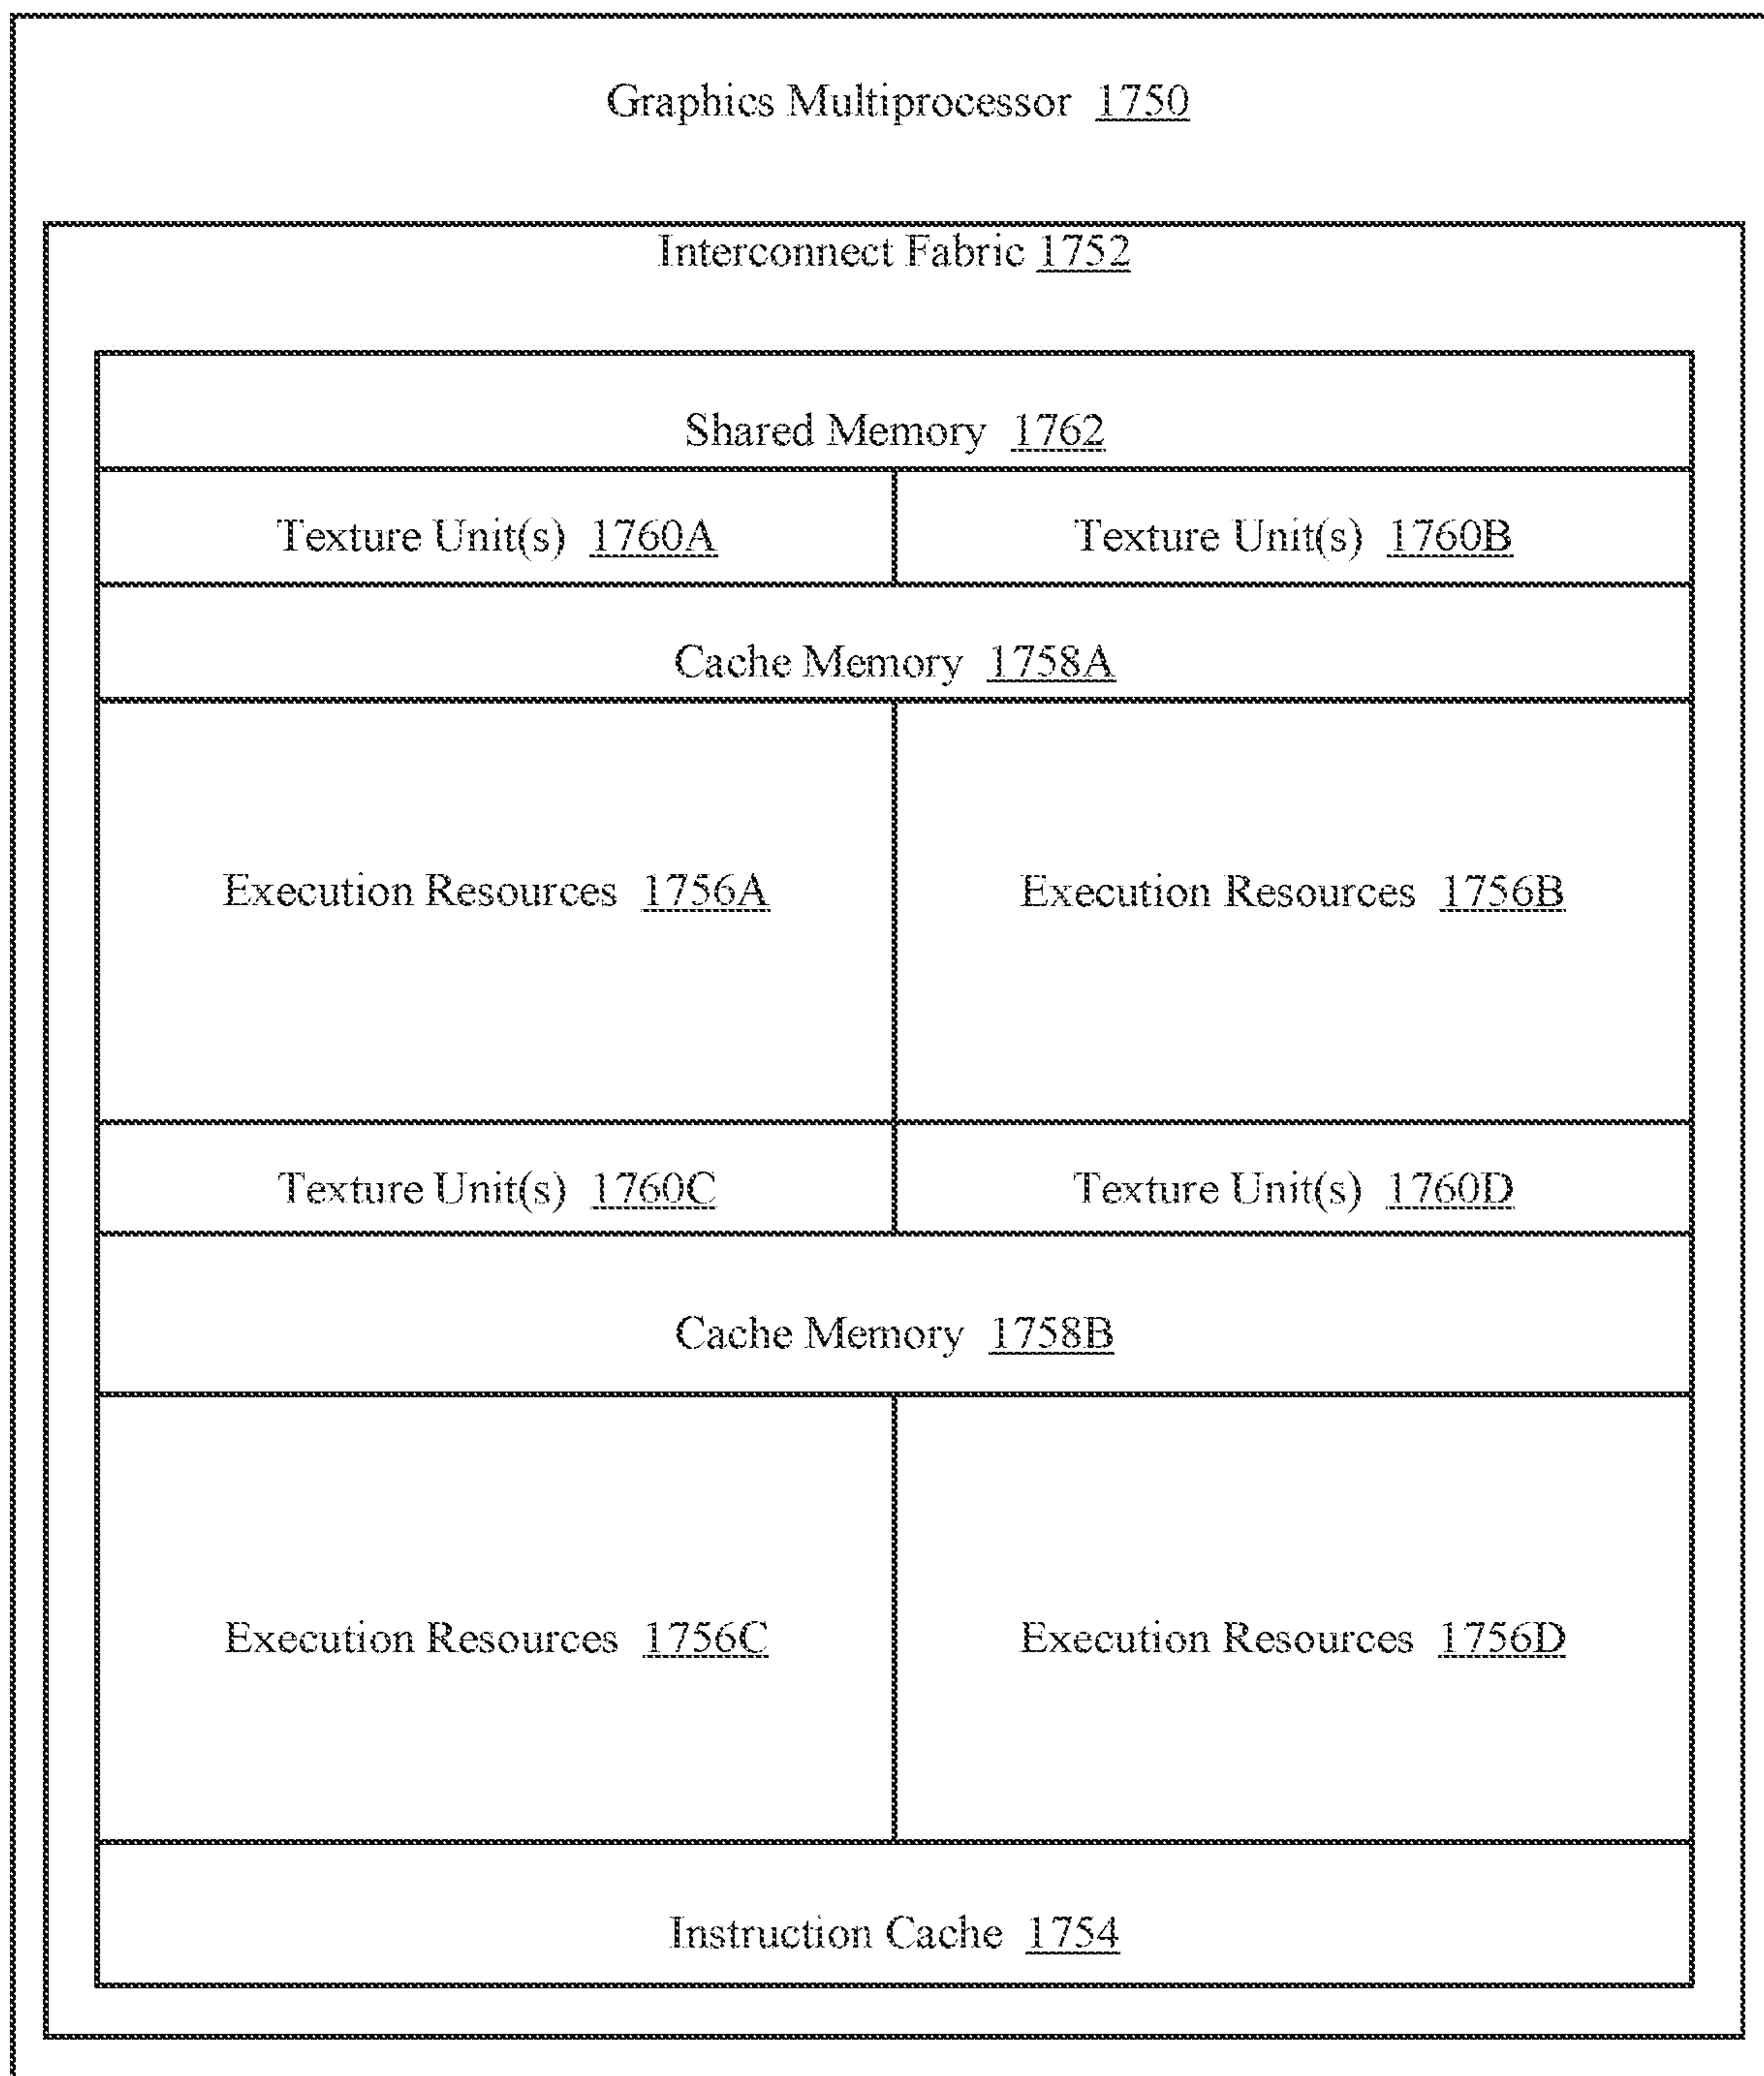 Graphics Multiprocessor 1750
Interconnect Fabric 1752
Shared Memory 1762
Texture Unit(s) 1760A
Texture Unit(s) 1760B
Cache Memory 1758A
Execution Resources 1756A
Execution Resources 1756B
Texture Unit(s) 1760C
Texture Unit(s) 1760D
Cache Memory 1758B
Execution Resources 1756C
Execution Resources 1756D
Instruction Cache 1754